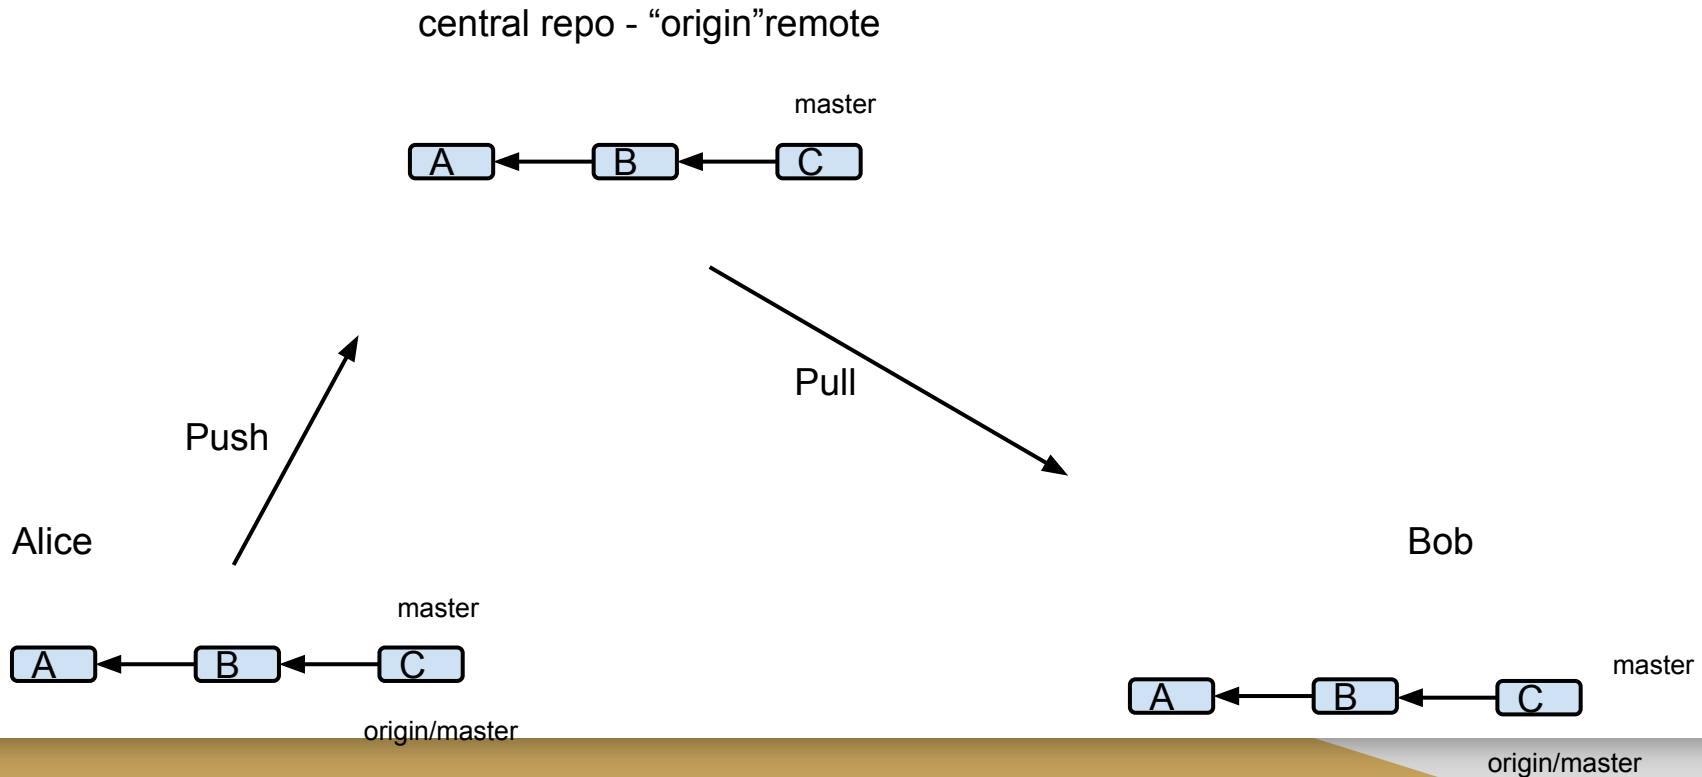 central repo - “origin”remote
master
A B C
Pull
Push
Alice
Bob
master
A B C
master
A B C
origin/master
origin/master